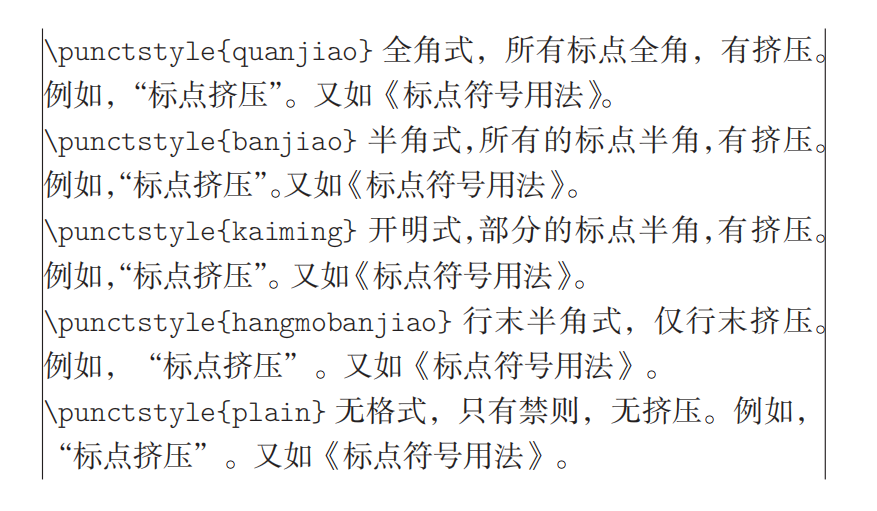 \punctstyle{quanjiao} 全角式，所有标点全角，有挤压。
例如，“标点挤压”。又如《标点符号用法》。
\punctstyle{banjiao} 半角式，所有的标点半角，有挤压。
例如，“标点挤压”。又如《标点符号用法》。
\punctstyle{kaiming} 开明式，部分的标点半角，有挤压。
例如，“标点挤压”。又如《标点符号用法》。
\punctstyle{hangmobanjiao} 行末半角式，仅行末挤压。
例如，“标点挤压”。又如《标点符号用法》。
\punctstyle{plain} 无格式，只有禁则，无挤压。例如，
“标点挤压”。又如《标点符号用法》。